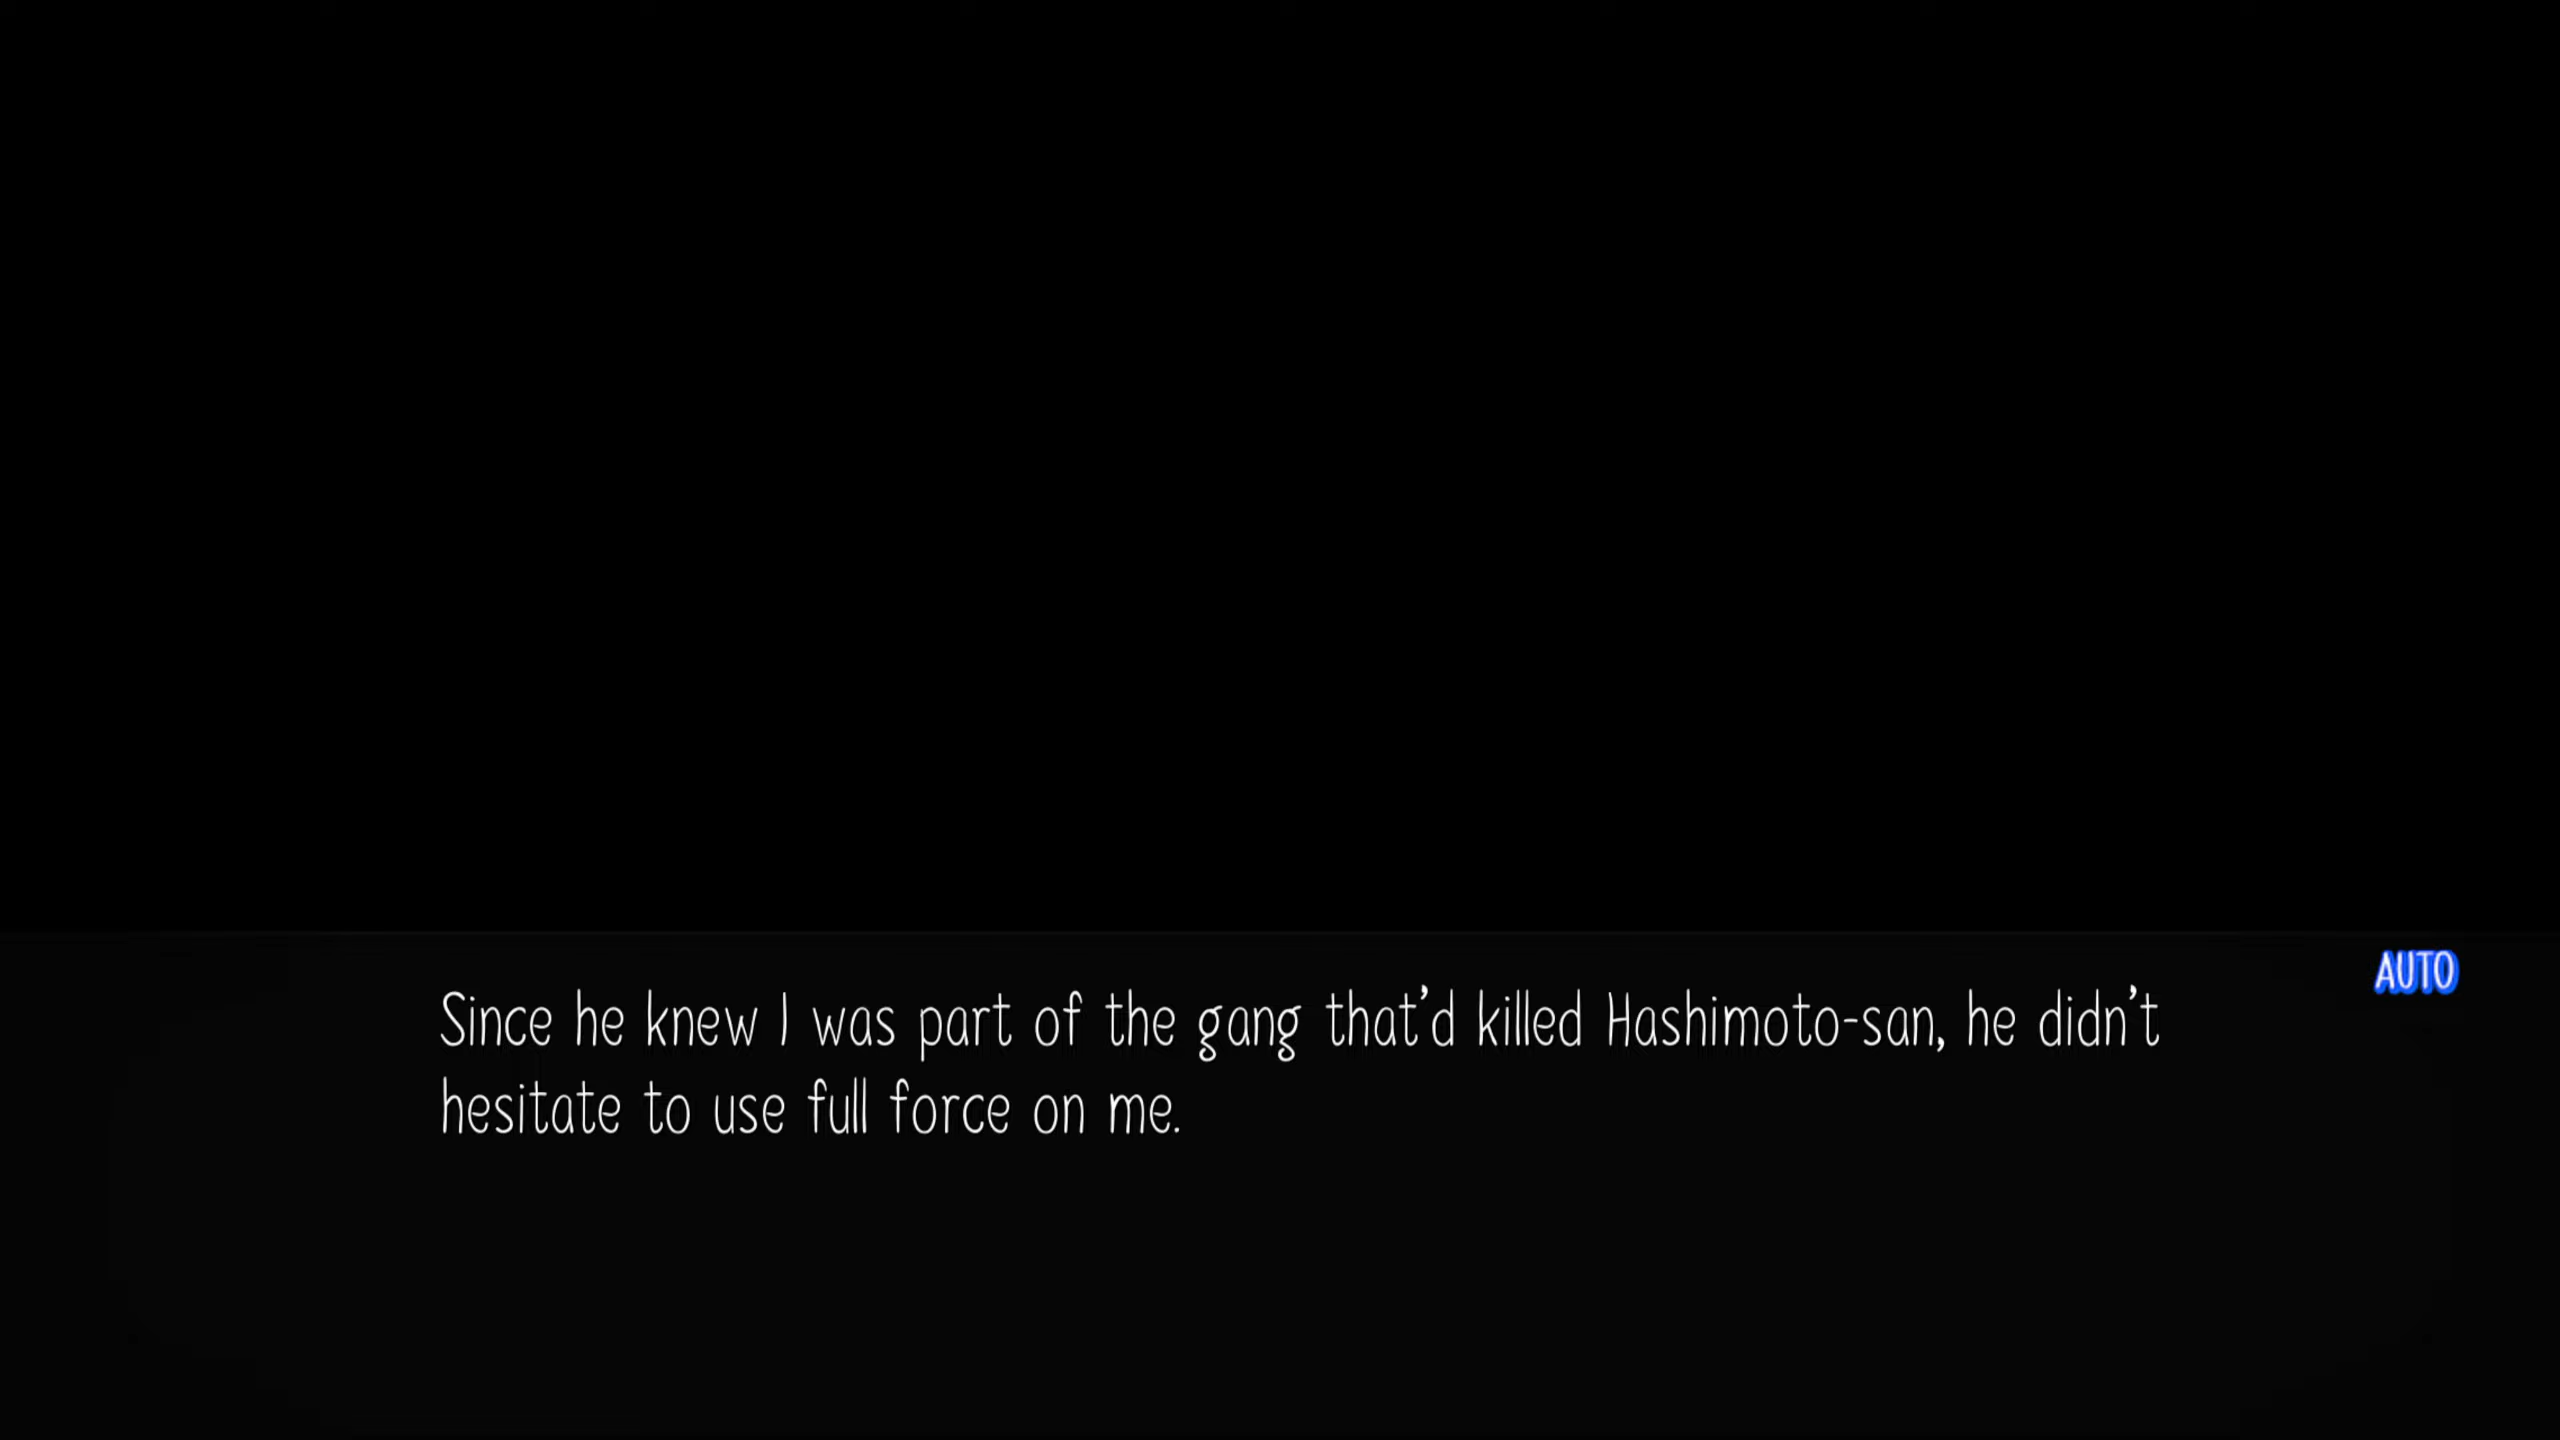 AUTO
Since he knew I was part of the gang that'd killed Hashimoto-san, he didn't
hesitate to use full force on me.